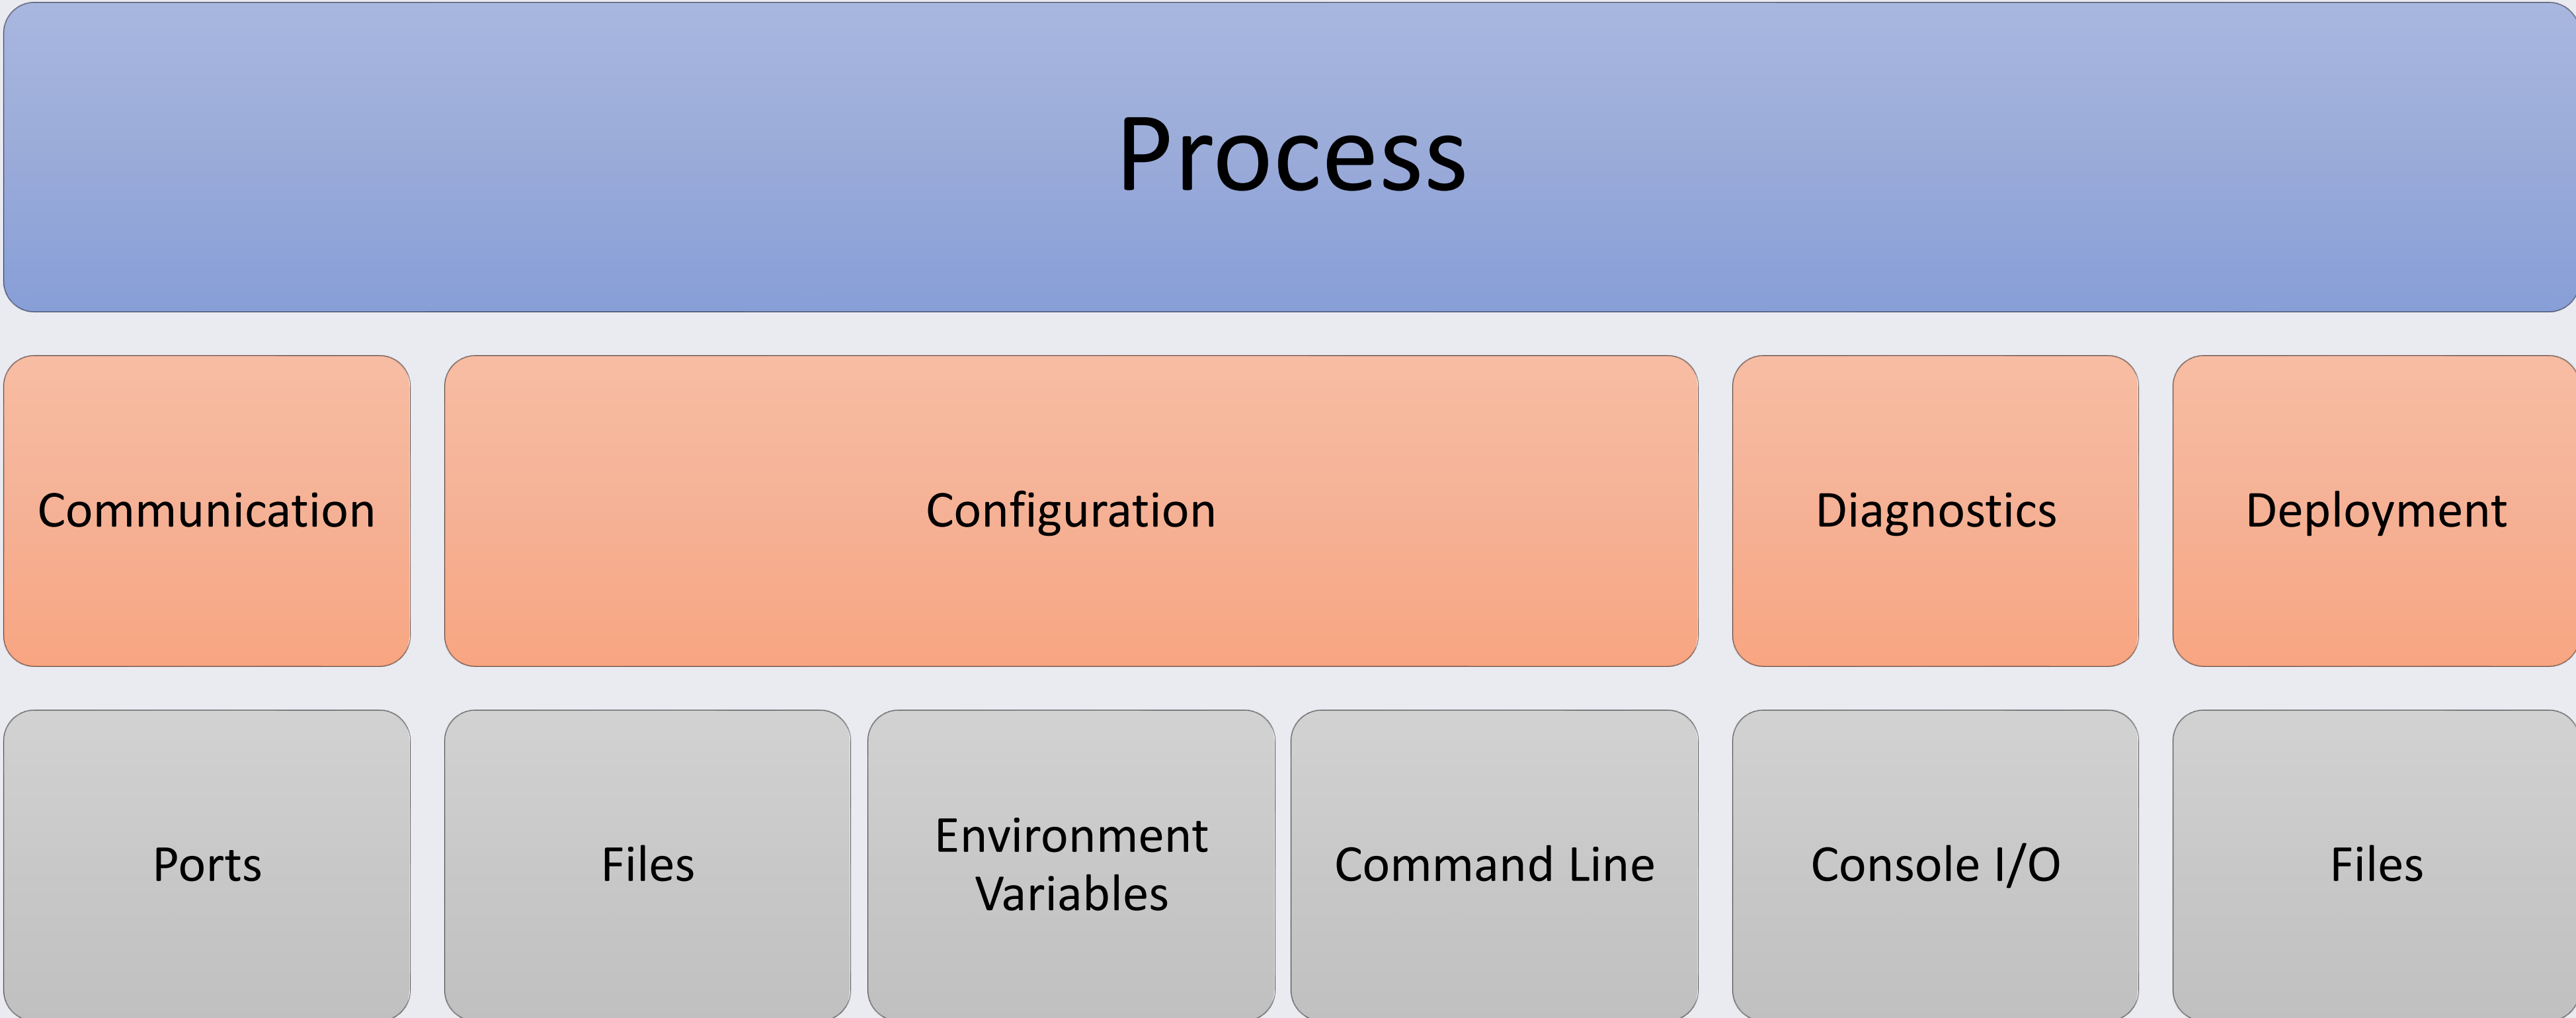 Process
Communication
Configuration
Diagnostics
Deployment
Ports
Files
Environment
Variables
Command Line
Console I/O
Files